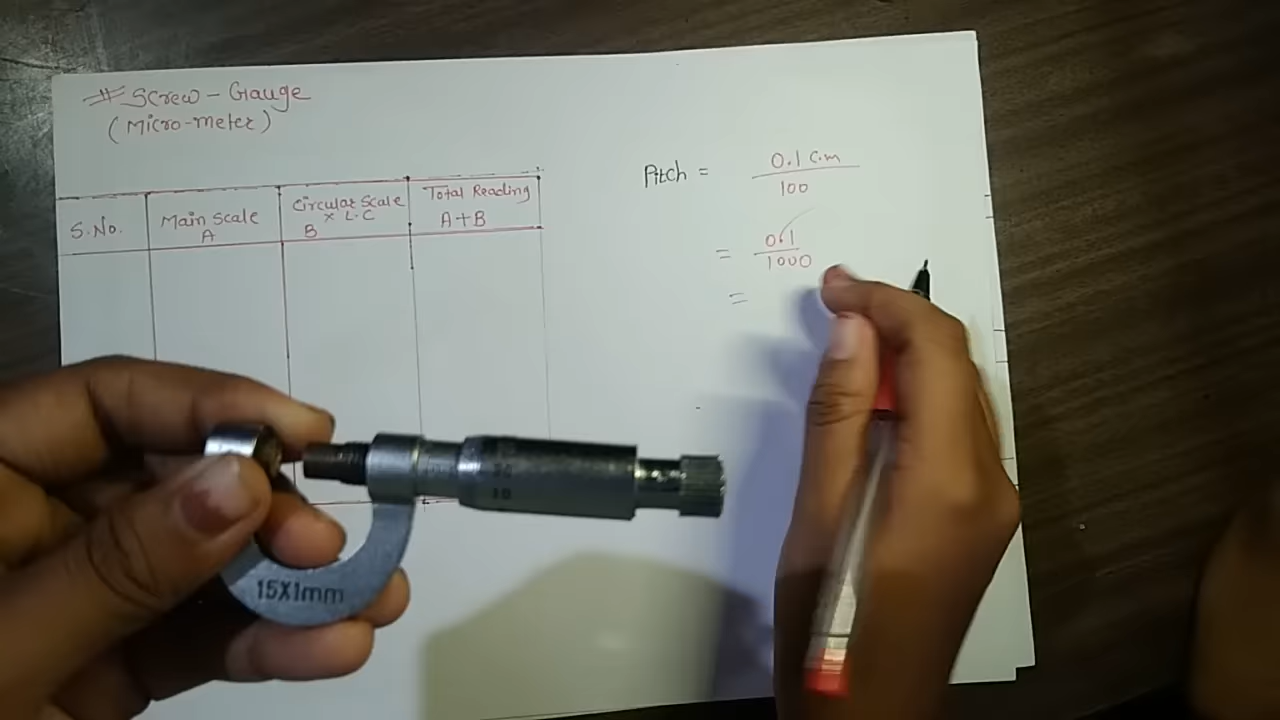 # Screw-Gauge
(Micro-meter)
S.No.
Main Scale
A
Circular Scale
× L.C
B
Total Reading
A+B
Pitch = 0.1 c.m
100
= 0.1
1000
=
15X1mm